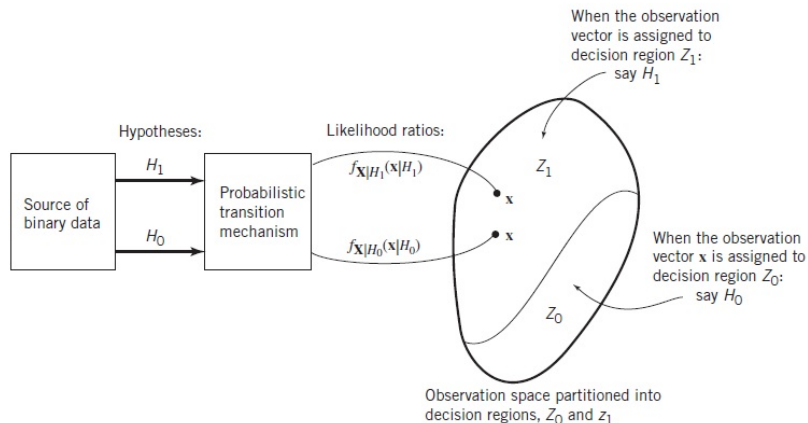 When the observation
vector is assigned to
decision region Z₁:
say H₁
Hypotheses:
Likelihood ratios:
H₁
f𝐗|H₁(𝐱|H₁)
Z₁
Source of
binary data
Probabilistic
transition
mechanism
𝐱
H₀
f𝐗|H₀(𝐱|H₀)
𝐱
When the observation
vector 𝐱 is assigned to
decision region Z₀:
say H₀
Z₀
Observation space partitioned into
decision regions, Z₀ and z₁